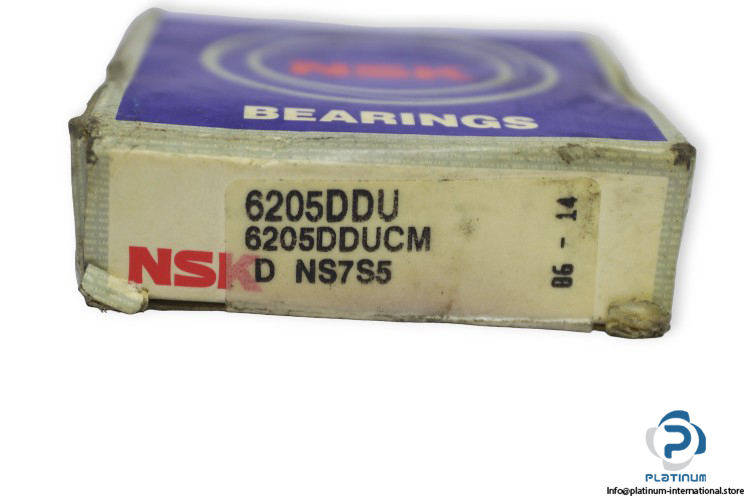 NSK
BEARINGS
6205DDU
6205DDUCM
NSK
D NS7S5
06 - 14
PLATINUM
Info@platinum-international.store